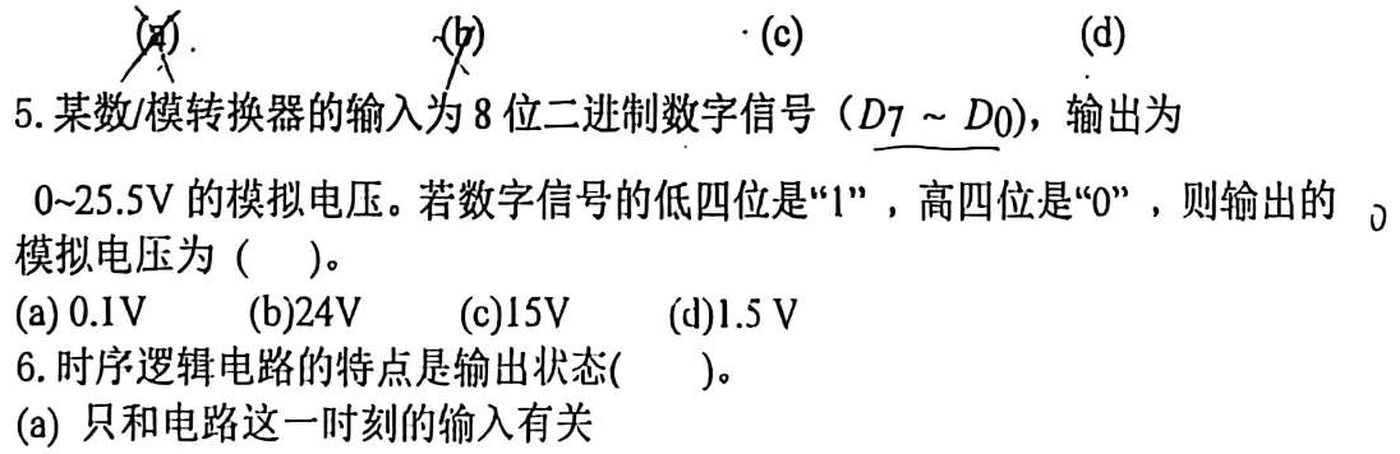 (a). (b) (c) (d)
5. 某数/模转换器的输入为 8 位二进制数字信号（D7 ~ D0)，输出为
0~25.5V 的模拟电压。若数字信号的低四位是“1”，高四位是“0”，则输出的
模拟电压为（ )。
(a) 0.1V (b)24V (c)15V (d)1.5 V
6. 时序逻辑电路的特点是输出状态( )。
(a) 只和电路这一时刻的输入有关